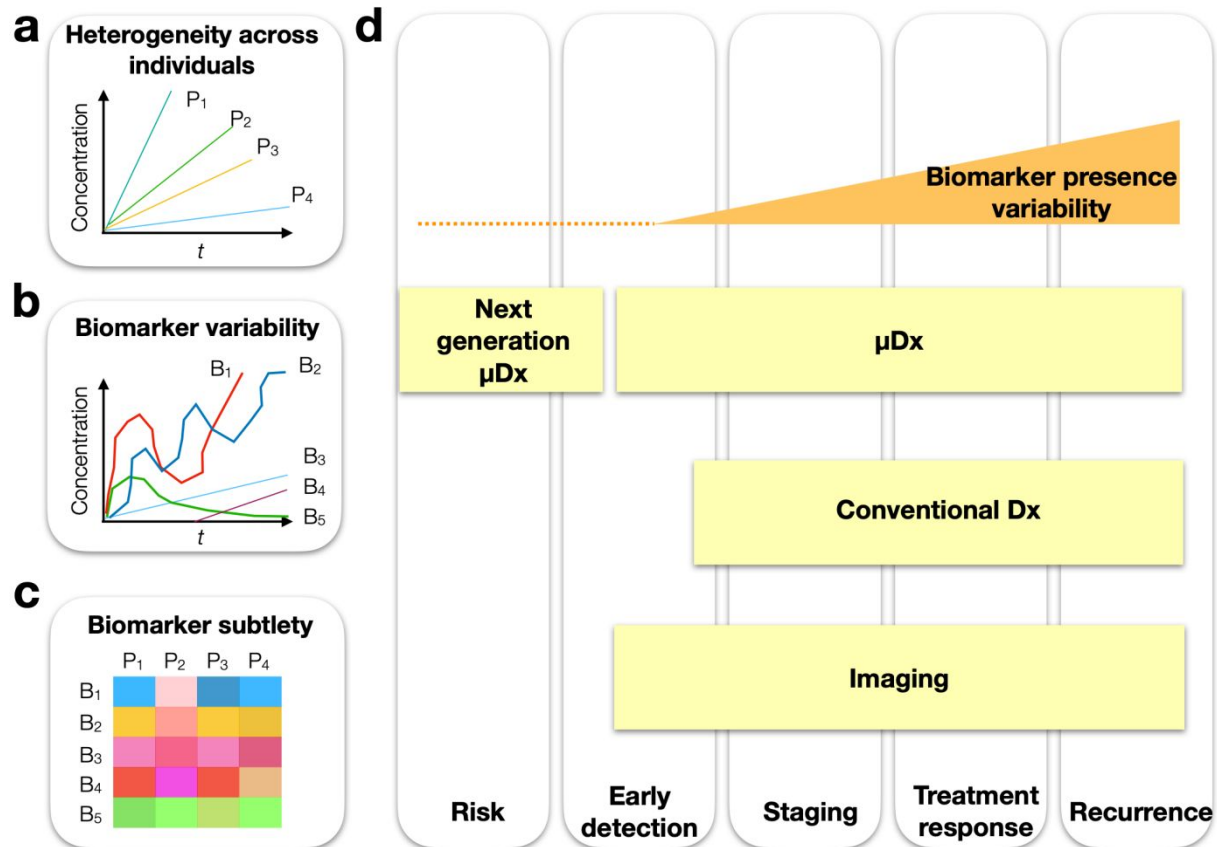 a
Heterogeneity across
individuals
Concentration
P₁
P₂
P₃
P₄
t
b
Biomarker variability
Concentration
B₁
B₂
B₃
B₄
B₅
t
c
Biomarker subtlety
P₁ P₂ P₃ P₄
B₁
B₂
B₃
B₄
B₅
d
Biomarker presence
variability
Next
generation
µDx
µDx
Conventional Dx
Imaging
Risk
Early
detection
Staging
Treatment
response
Recurrence